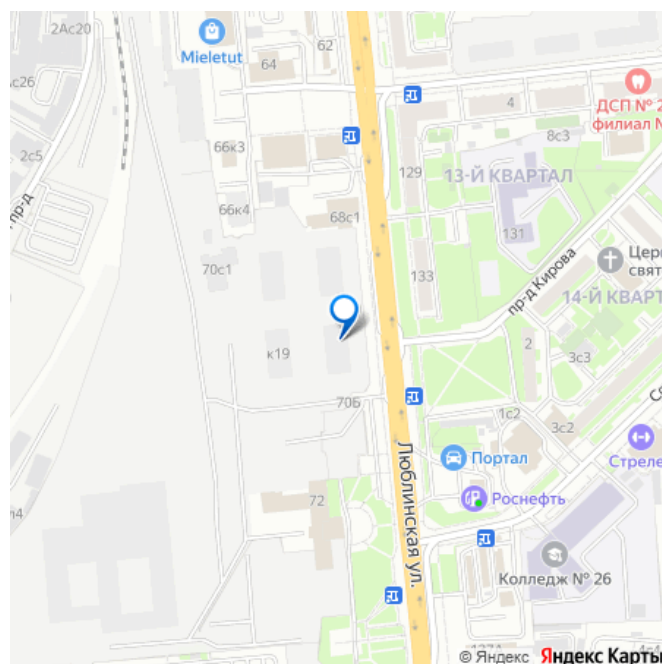 2Ас20
62
Mieletut
64
ДСП № 2
филиал №
4
8с3
2с5
66к3
129
13-Й КВАРТАЛ
66к4
68с1
131
пр-д
70с1
133
Церк
свят
пр-д Кирова
14-Й КВАРТ
к19
2
3с3
70Б
1с2
3с2
Портал
Стреле
Люблинская ул.
72
Роснефть
Колледж № 26
© Яндекс Яндекс Карты